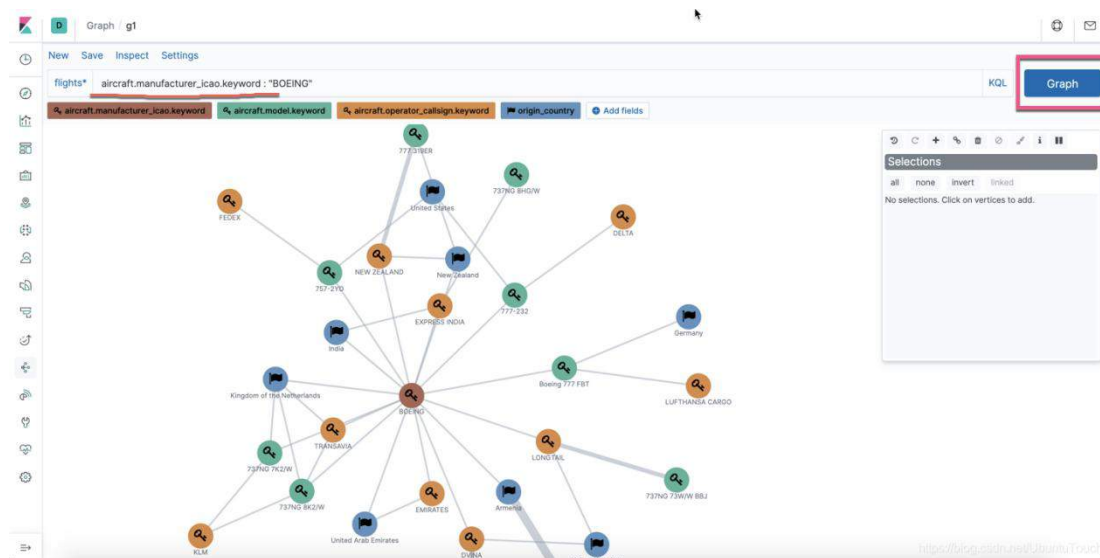 D Graph / g1
New Save Inspect Settings
flights* aircraft.manufacturer_icao.keyword : "BOEING" KQL Graph
aircraft.manufacturer_icao.keyword aircraft.model.keyword aircraft.operator_callsign.keyword origin_country Add fields
Selections
all none invert linked
No selections. Click on vertices to add.
777 319ER
737NG 8HG/W
United States
FEDEX
DELTA
NEW ZEALAND
New Zealand
757-2Y0
777-232
EXPRESS INDIA
India
Germany
Boeing 777 FBT
Kingdom of the Netherlands
BOEING
LUFTHANSA CARGO
TRANSAVIA
LONGTAIL
737NG 7K2/W
737NG 73W/W BBJ
737NG 8K2/W
EMIRATES
Armenia
United Arab Emirates
KLM
https://blog.csdn.net/UbuntuTouch